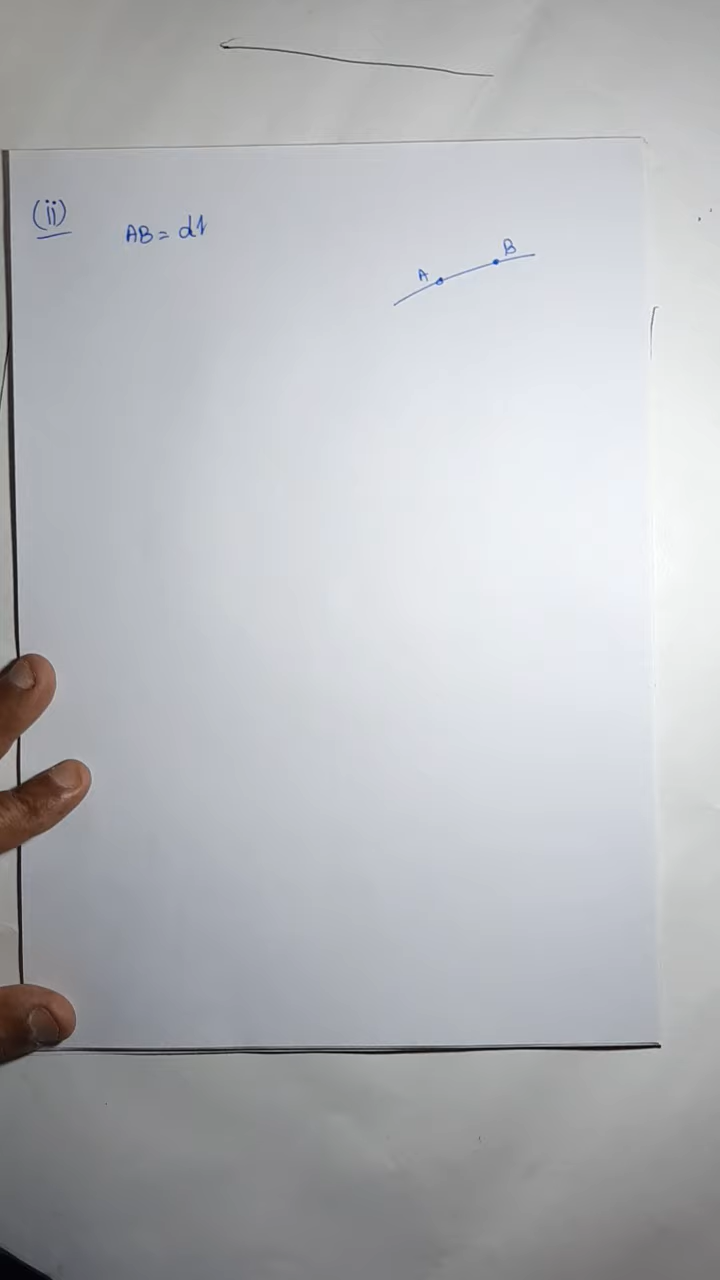 (ii)
AB = d1
A
B